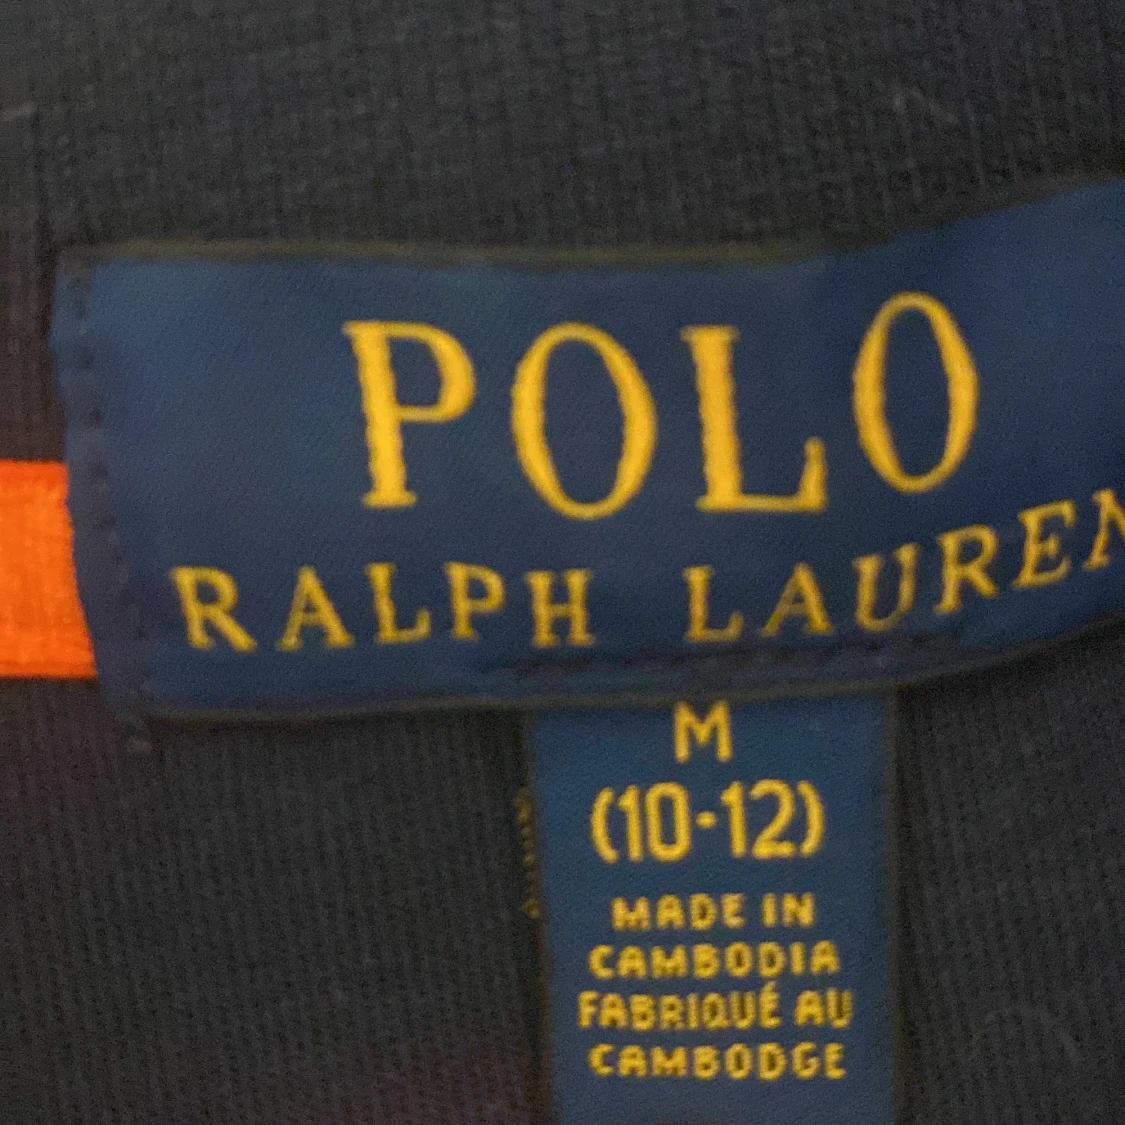 POLO
RALPH LAUREN
M
(10-12)
MADE IN
CAMBODIA
FABRIQUÉ AU
CAMBODGE